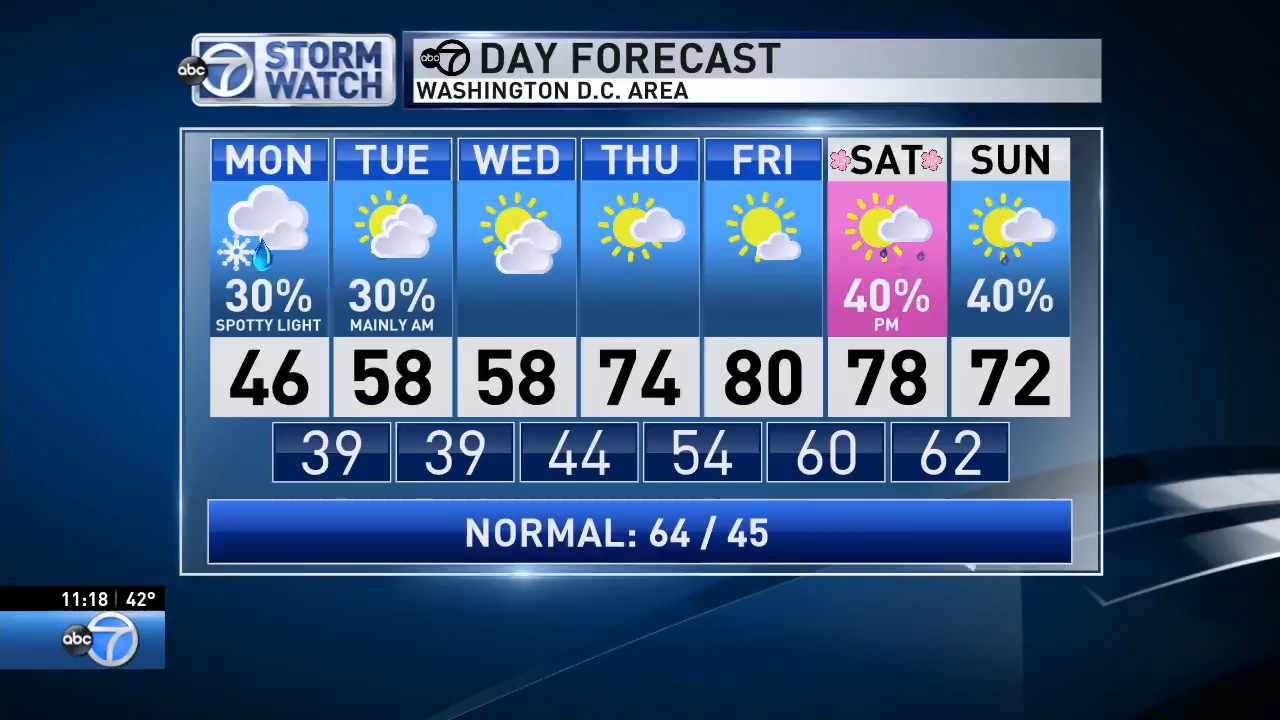 abc 7 STORM WATCH
abc 7 DAY FORECAST
WASHINGTON D.C. AREA
MON TUE WED THU FRI SAT SUN
30% 30% 40% 40%
SPOTTY LIGHT MAINLY AM PM
46 58 58 74 80 78 72
39 39 44 54 60 62
NORMAL: 64 / 45
11:18 42°
abc 7